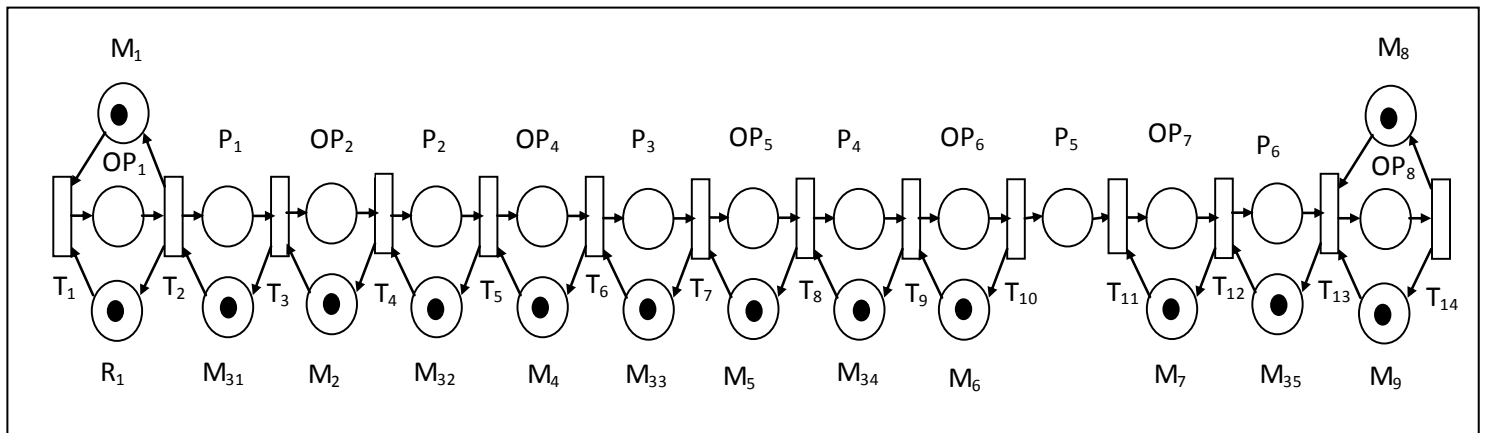 M₁ M₈
P₁ OP₂ P₂ OP₄ P₃ OP₅ P₄ OP₆ P₅ OP₇ P₆
OP₁ OP₈
T₁ T₂ T₃ T₄ T₅ T₆ T₇ T₈ T₉ T₁₀ T₁₁ T₁₂ T₁₃ T₁₄
R₁ M₃₁ M₂ M₃₂ M₄ M₃₃ M₅ M₃₄ M₆ M₇ M₃₅ M₉